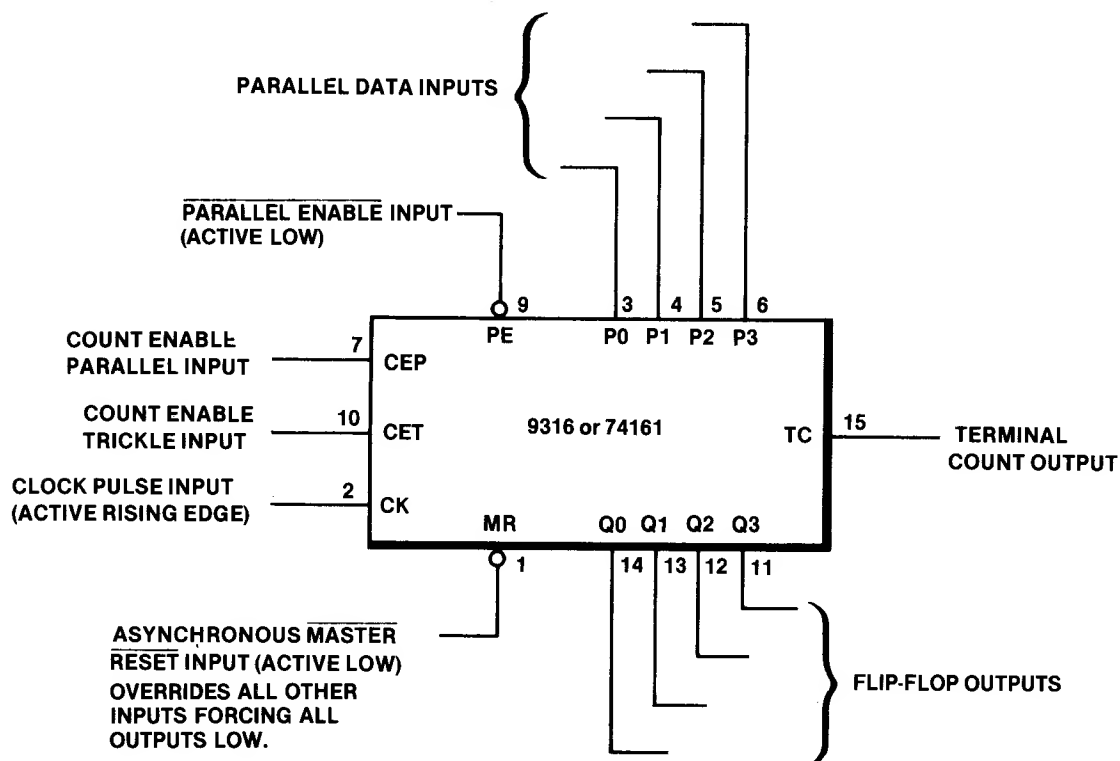 PARALLEL DATA INPUTS
PARALLEL ENABLE INPUT
(ACTIVE LOW)
9
3
4
5
6
PE
P0
P1
P2
P3
COUNT ENABLE
PARALLEL INPUT
7
CEP
COUNT ENABLE
TRICKLE INPUT
10
CET
9316 or 74161
TC
15
TERMINAL
COUNT OUTPUT
CLOCK PULSE INPUT
(ACTIVE RISING EDGE)
2
CK
MR
Q0
Q1
Q2
Q3
1
14
13
12
11
ASYNCHRONOUS MASTER
RESET INPUT (ACTIVE LOW)
OVERRIDES ALL OTHER
INPUTS FORCING ALL
OUTPUTS LOW.
FLIP-FLOP OUTPUTS